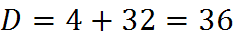 D = 4 + 32 = 36